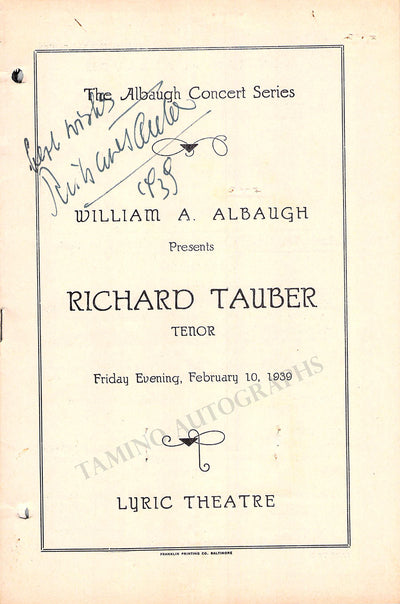 The Albaugh Concert Series
Best wishes
Richard Tauber
1939
WILLIAM A. ALBAUGH
Presents
RICHARD TAUBER
TENOR
Friday Evening, February 10, 1939
TAMINO AUTOGRAPHS
LYRIC THEATRE
FRANKLIN PRINTING CO. BALTIMORE